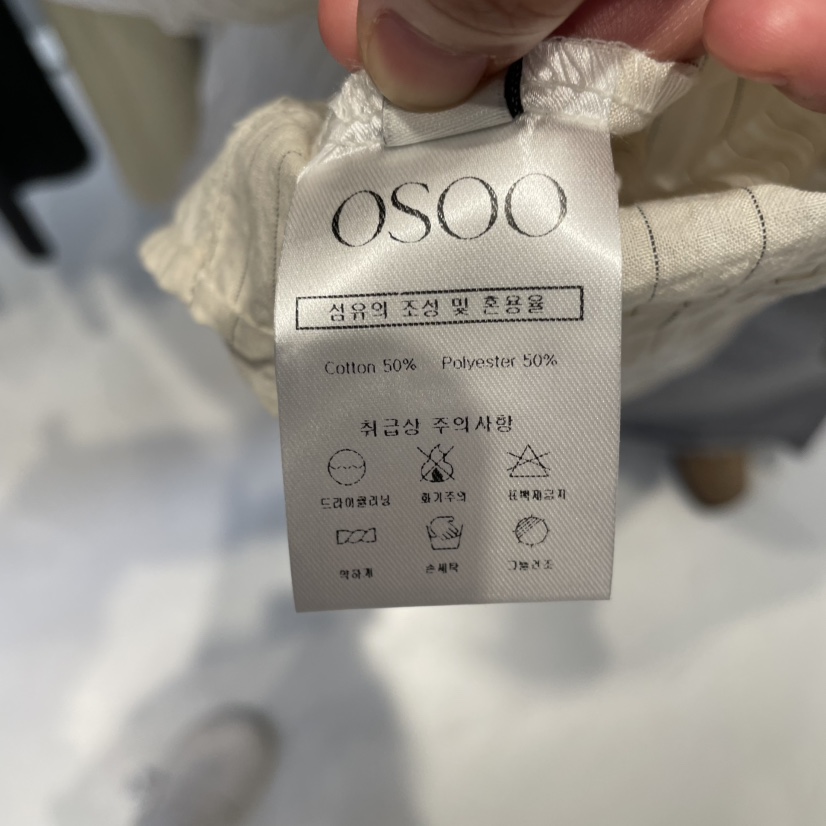 OSOO
섬유의 조성 및 혼용율
Cotton 50% Polyester 50%
취급상 주의사항
드라이클리닝 화기주의 표백제금지
약하게 손세탁 그늘건조